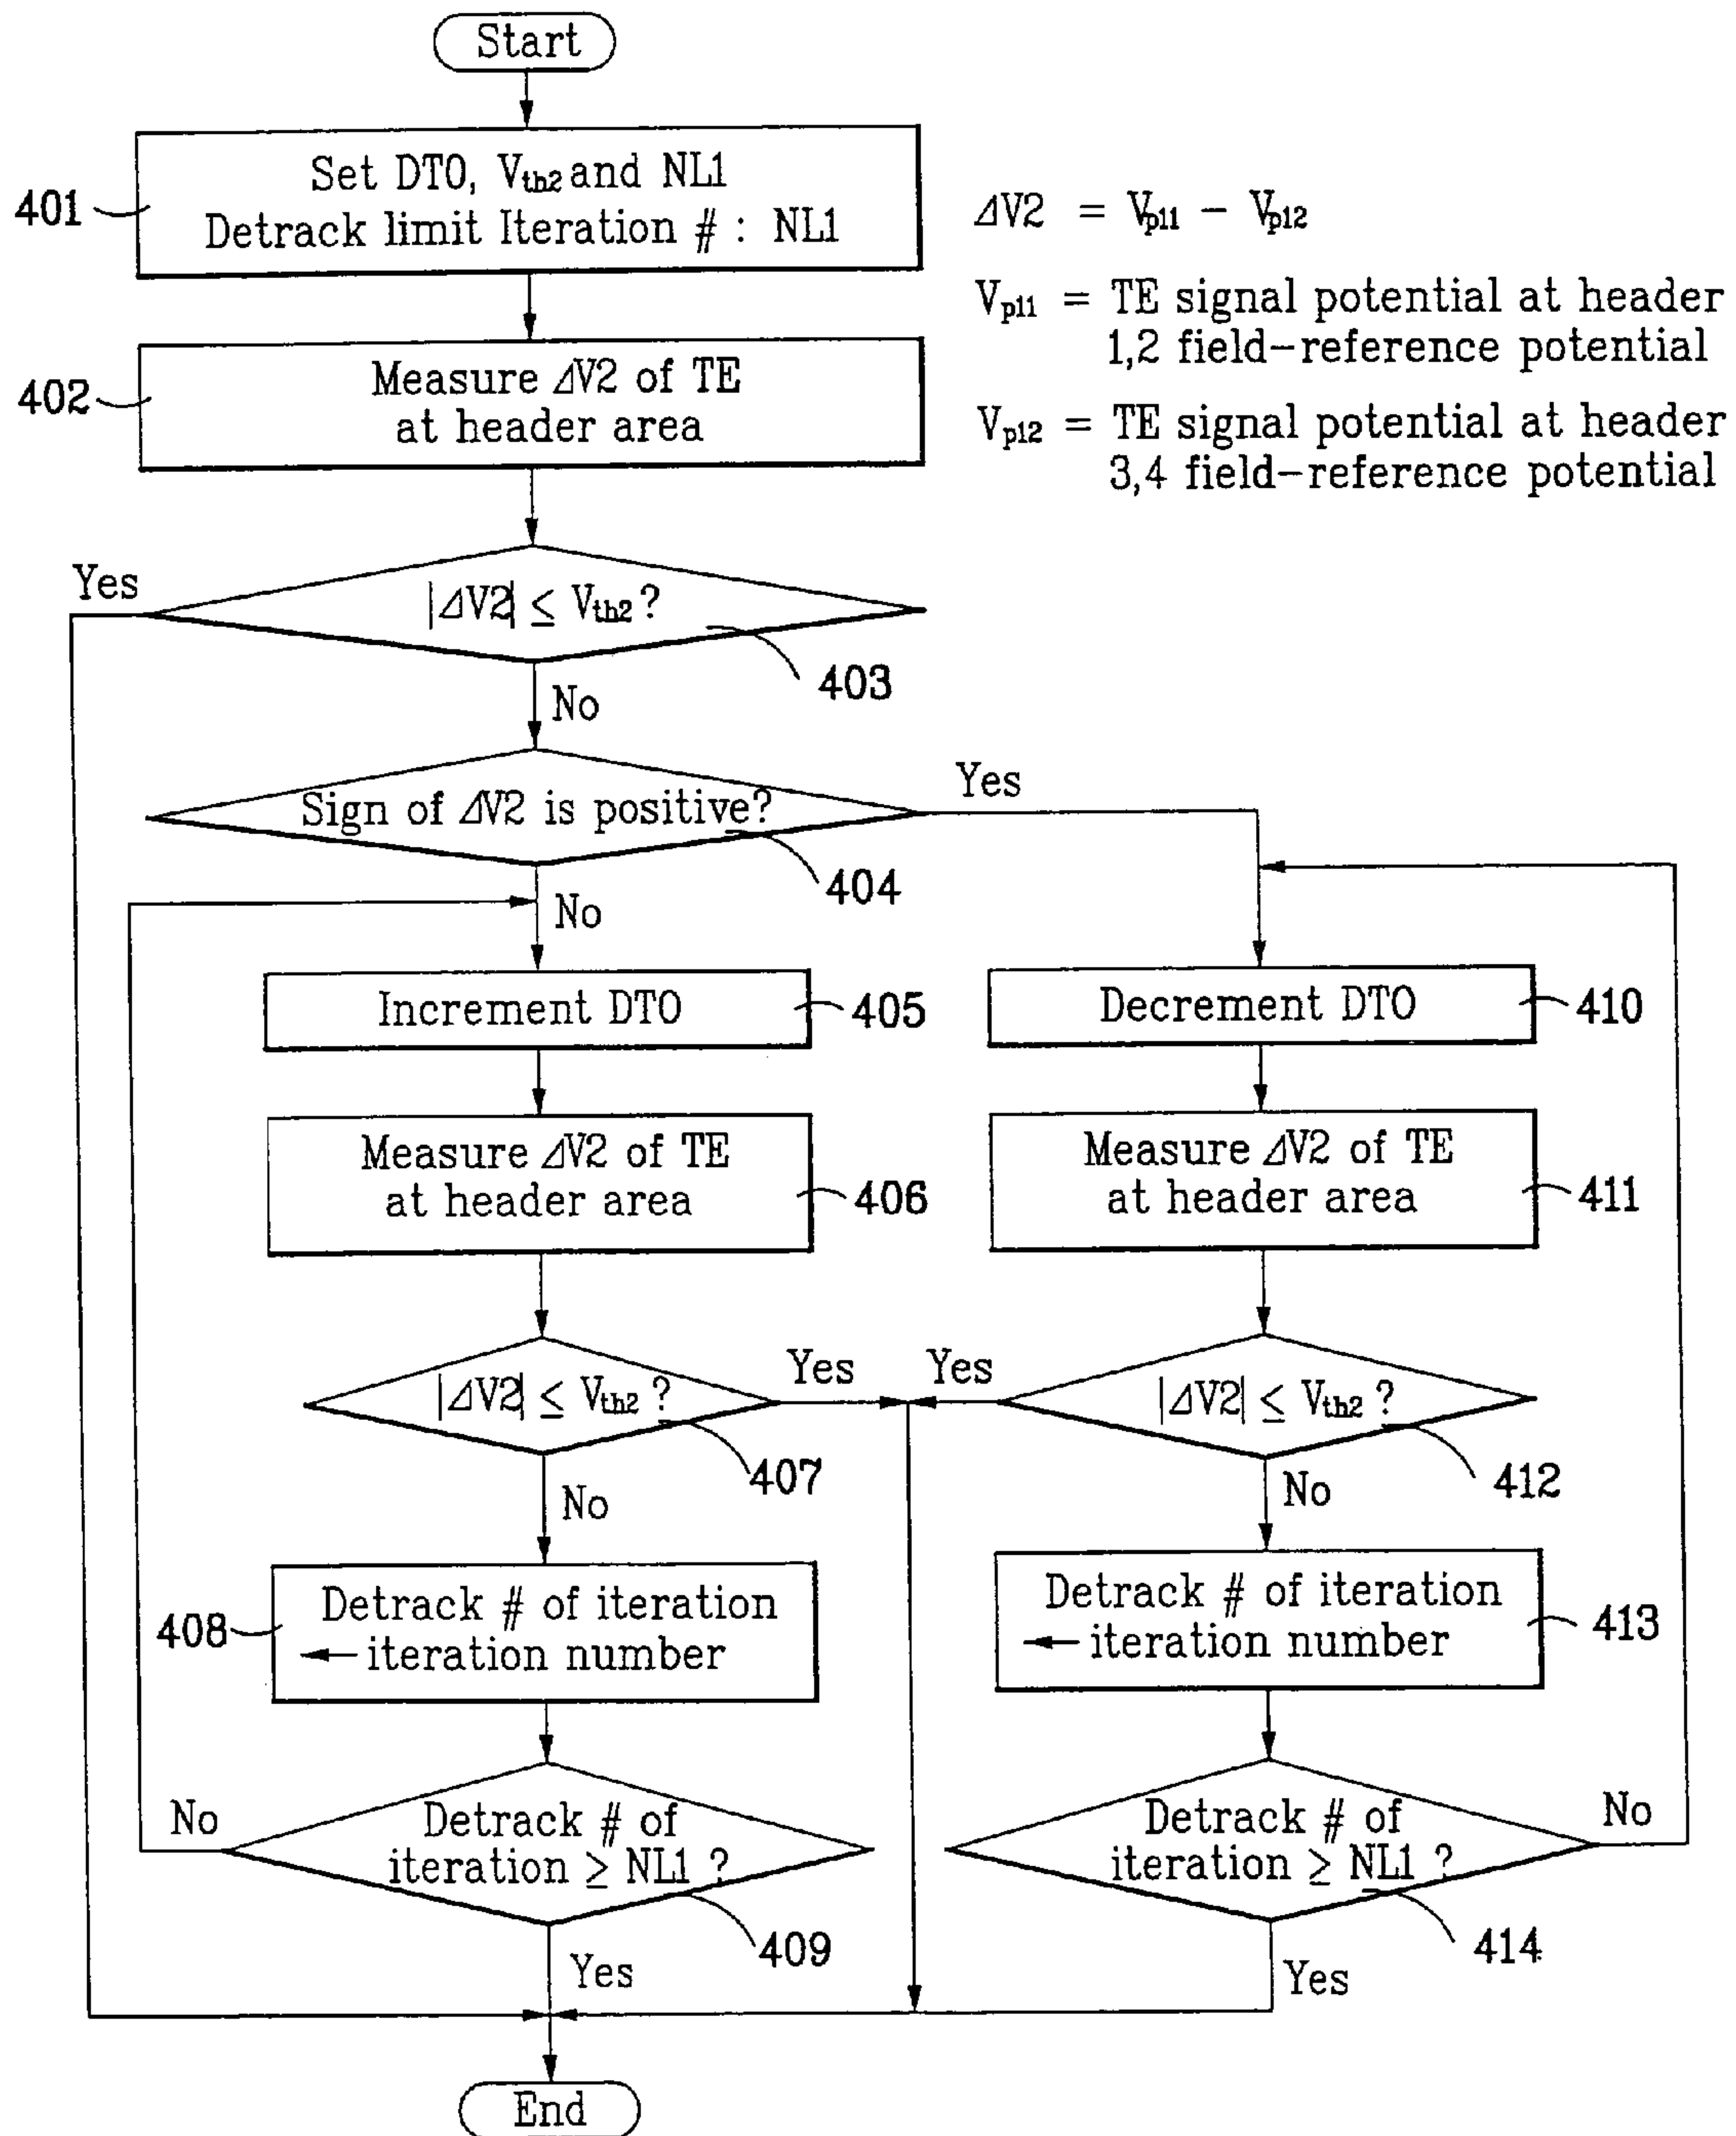 Start
Set DTO, Vth2 and NL1
Detrack limit Iteration # : NL1
401
ΔV2 = Vp11 − Vp12
Vp11 = TE signal potential at header
1,2 field-reference potential
Vp12 = TE signal potential at header
3,4 field-reference potential
Measure ΔV2 of TE
at header area
402
Yes
|ΔV2| ≤ Vth2 ?
403
No
Sign of ΔV2 is positive?
Yes
404
No
Increment DTO
405
Decrement DTO
410
Measure ΔV2 of TE
at header area
406
Measure ΔV2 of TE
at header area
411
|ΔV2| ≤ Vth2 ?
Yes
Yes
|ΔV2| ≤ Vth2 ?
407
412
No
No
Detrack # of iteration
← iteration number
408
Detrack # of iteration
← iteration number
413
No
Detrack # of
iteration ≥ NL1 ?
Detrack # of
iteration ≥ NL1 ?
No
409
414
Yes
Yes
End